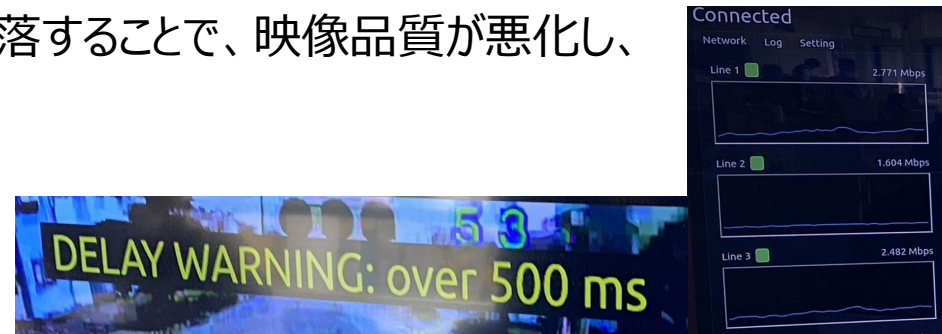 落することで、映像品質が悪化し、
Connected
Network Log Setting
Line 1 2.771 Mbps
Line 2 1.604 Mbps
Line 3 2.482 Mbps
53
DELAY WARNING: over 500 ms